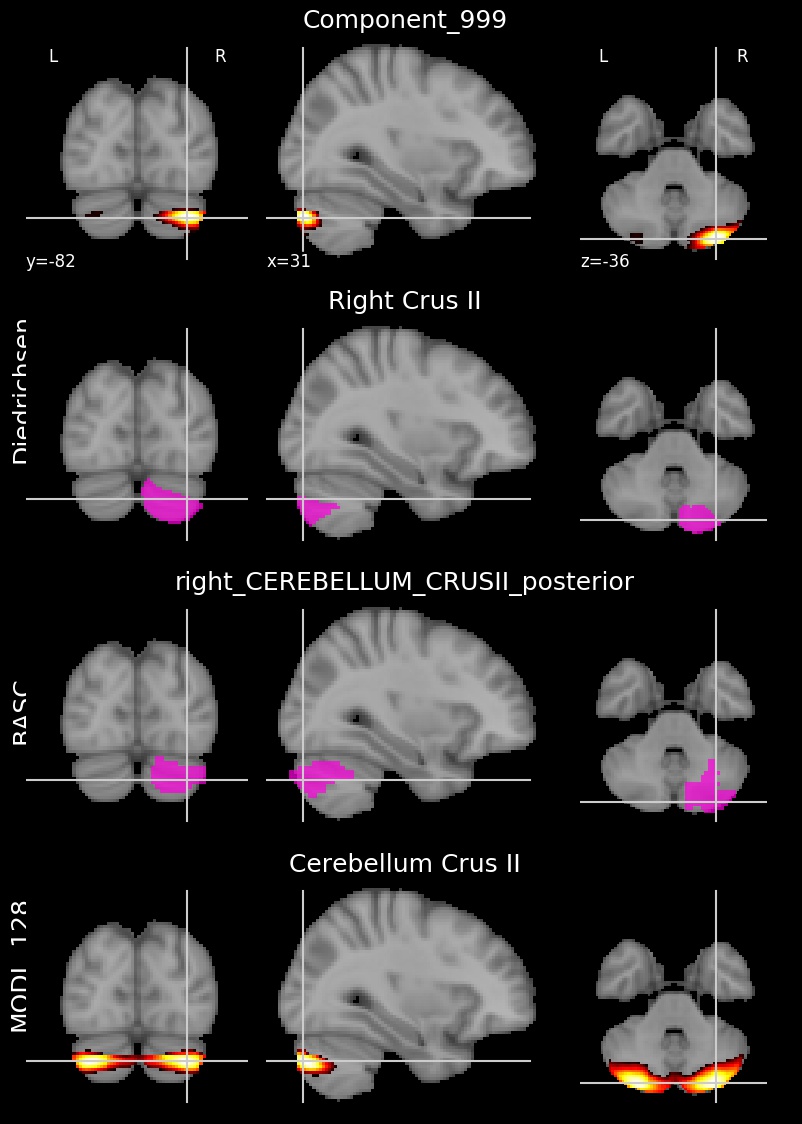 Component_999
L R L R
y=-82 x=31 z=-36
Right Crus II
Diedrichsen
right_CEREBELLUM_CRUSII_posterior
BASC
Cerebellum Crus II
MODL 128